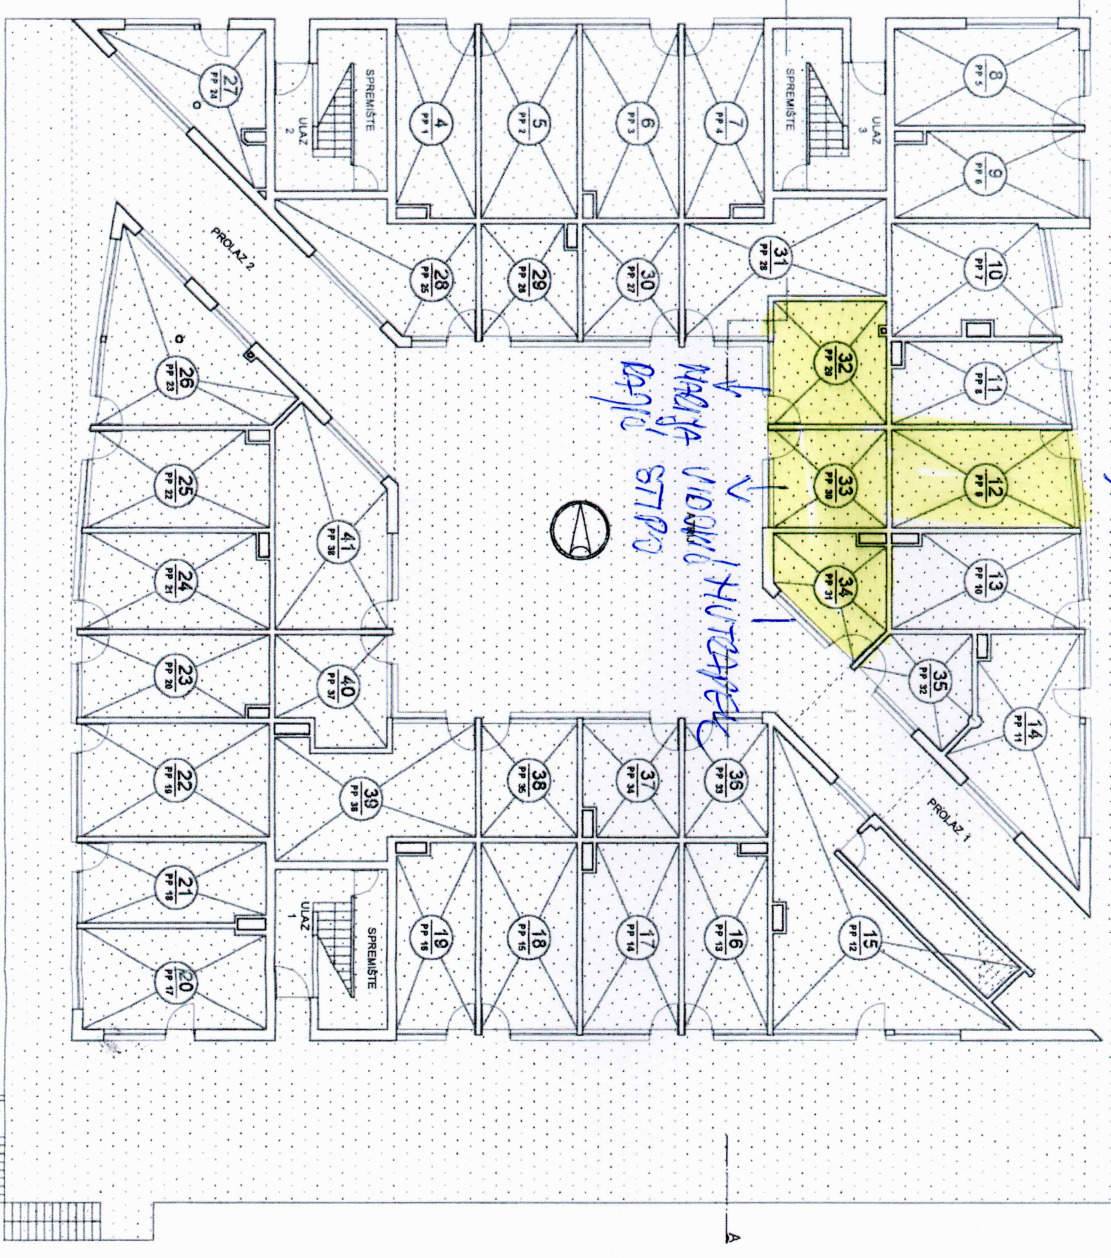 8
PP 5
9
PP 6
10
PP 7
11
PP 8
12
PP 9
13
PP 10
14
PP 11
ULAZ
3
SPREMIŠTE
31
PP 28
32
PP 29
33
PP 30
34
PP 31
35
PP 32
PROLAZ 1
7
PP 4
6
PP 3
5
PP 2
4
PP 1
30
PP 27
29
PP 26
28
PP 25
STIPO
36
PP 33
37
PP 34
38
PP 35
39
PP 36
15
PP 12
16
PP 13
17
PP 14
18
PP 15
19
PP 16
SPREMIŠTE
ULAZ
2
27
PP 24
PROLAZ 2
26
PP 23
25
PP 22
24
PP 21
23
PP 20
22
PP 19
21
PP 18
20
PP 17
41
PP 38
40
PP 37
SPREMIŠTE
ULAZ
1
A